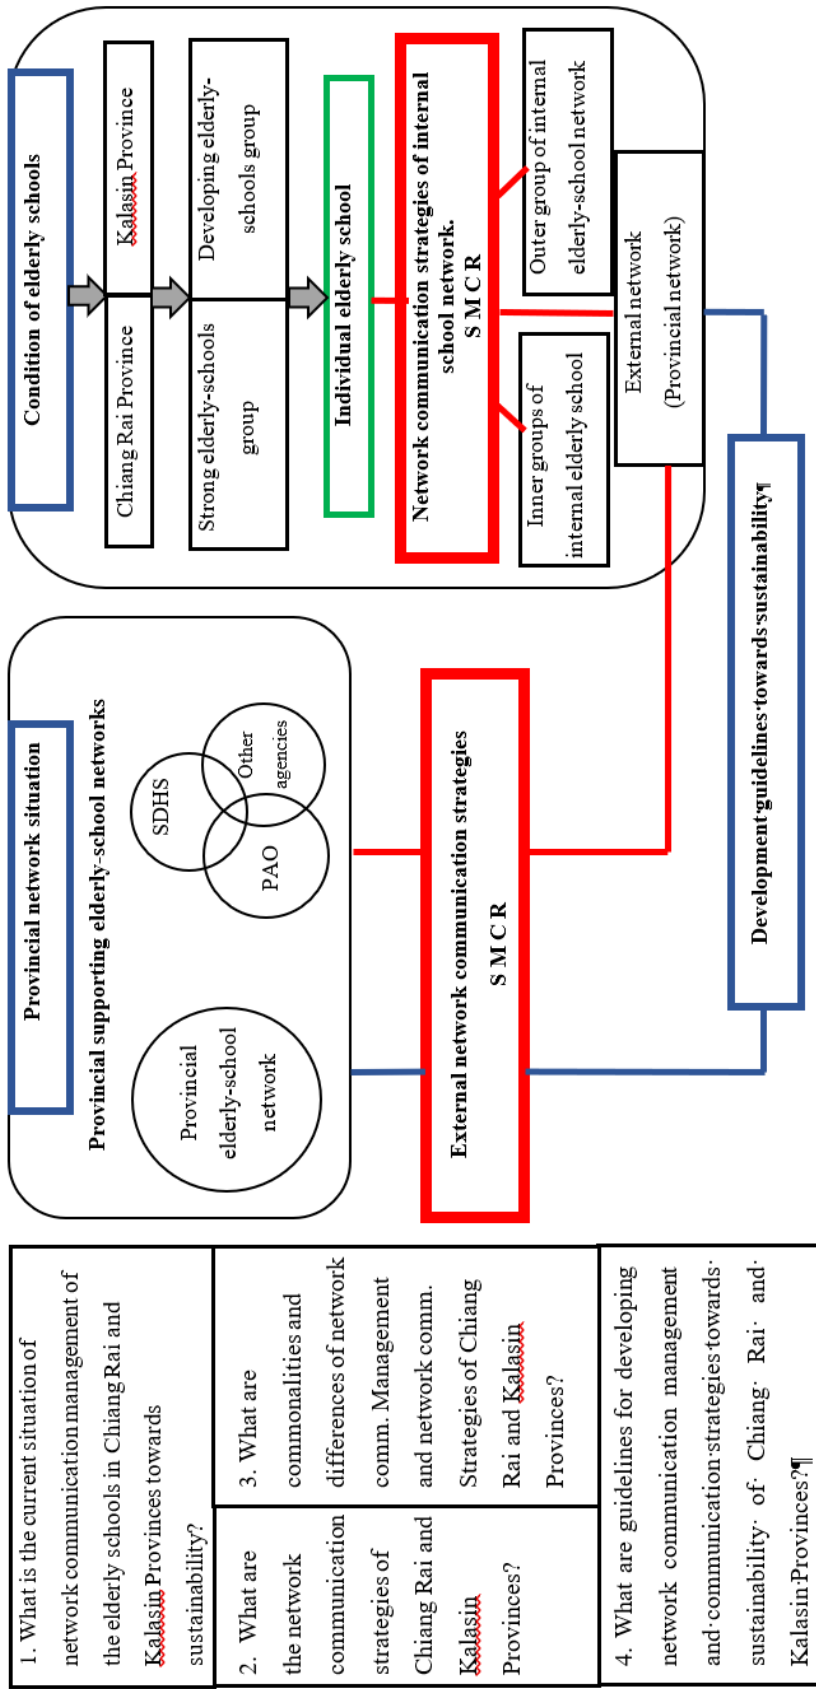 1. What is the current situation of
network communication management of
the elderly schools in Chiang Rai and
Kalasin Provinces towards
sustainability?
2. What are
the network
communication
strategies of
Chiang Rai and
Kalasin
Provinces?
3. What are
commonalities and
differences of network
comm. Management
and network comm.
Strategies of Chiang
Rai and Kalasin
Provinces?
4. What are guidelines for developing
network communication management
and·communication·strategies·towards·
sustainability· of· Chiang· Rai· and·
Kalasin·Provinces?¶
Provincial network situation
Provincial supporting elderly-school networks
Provincial
elderly-school
network
SDHS
PAO
Other
agencies
External network communication strategies
S M C R
Condition of elderly schools
Chiang Rai Province
Kalasin Province
Strong elderly-schools
group
Developing elderly-
schools group
Individual elderly school
Network communication strategies of internal
school network.
S M C R
Inner groups of
internal elderly school
Outer group of internal
elderly-school network
External network
(Provincial network)
Development·guidelines·towards·sustainability¶